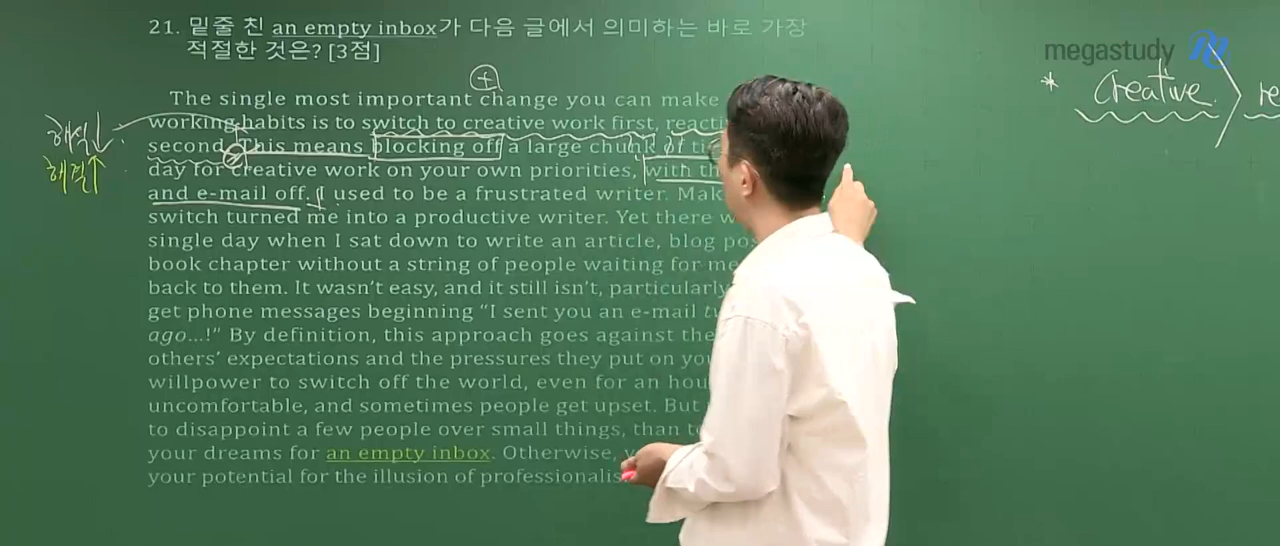 21. 밑줄 친 an empty inbox가 다음 글에서 의미하는 바로 가장
적절한 것은? [3점]
megastudy
* creative
The single most important change you can make
working habits is to switch to creative work first,
second. This means blocking off a large chunk of
day for creative work on your own priorities, with
and e-mail off. I used to be a frustrated writer.
switch turned me into a productive writer. Yet there
single day when I sat down to write an article, blog
book chapter without a string of people waiting for me
back to them. It wasn't easy, and it still isn't, particularly
get phone messages beginning “I sent you an e-mail
ago...!” By definition, this approach goes against the
others' expectations and the pressures they put on
willpower to switch off the world, even for an
uncomfortable, and sometimes people get upset. But
to disappoint a few people over small things, than
your dreams for an empty inbox. Otherwise,
your potential for the illusion of
해석↓
해결↑